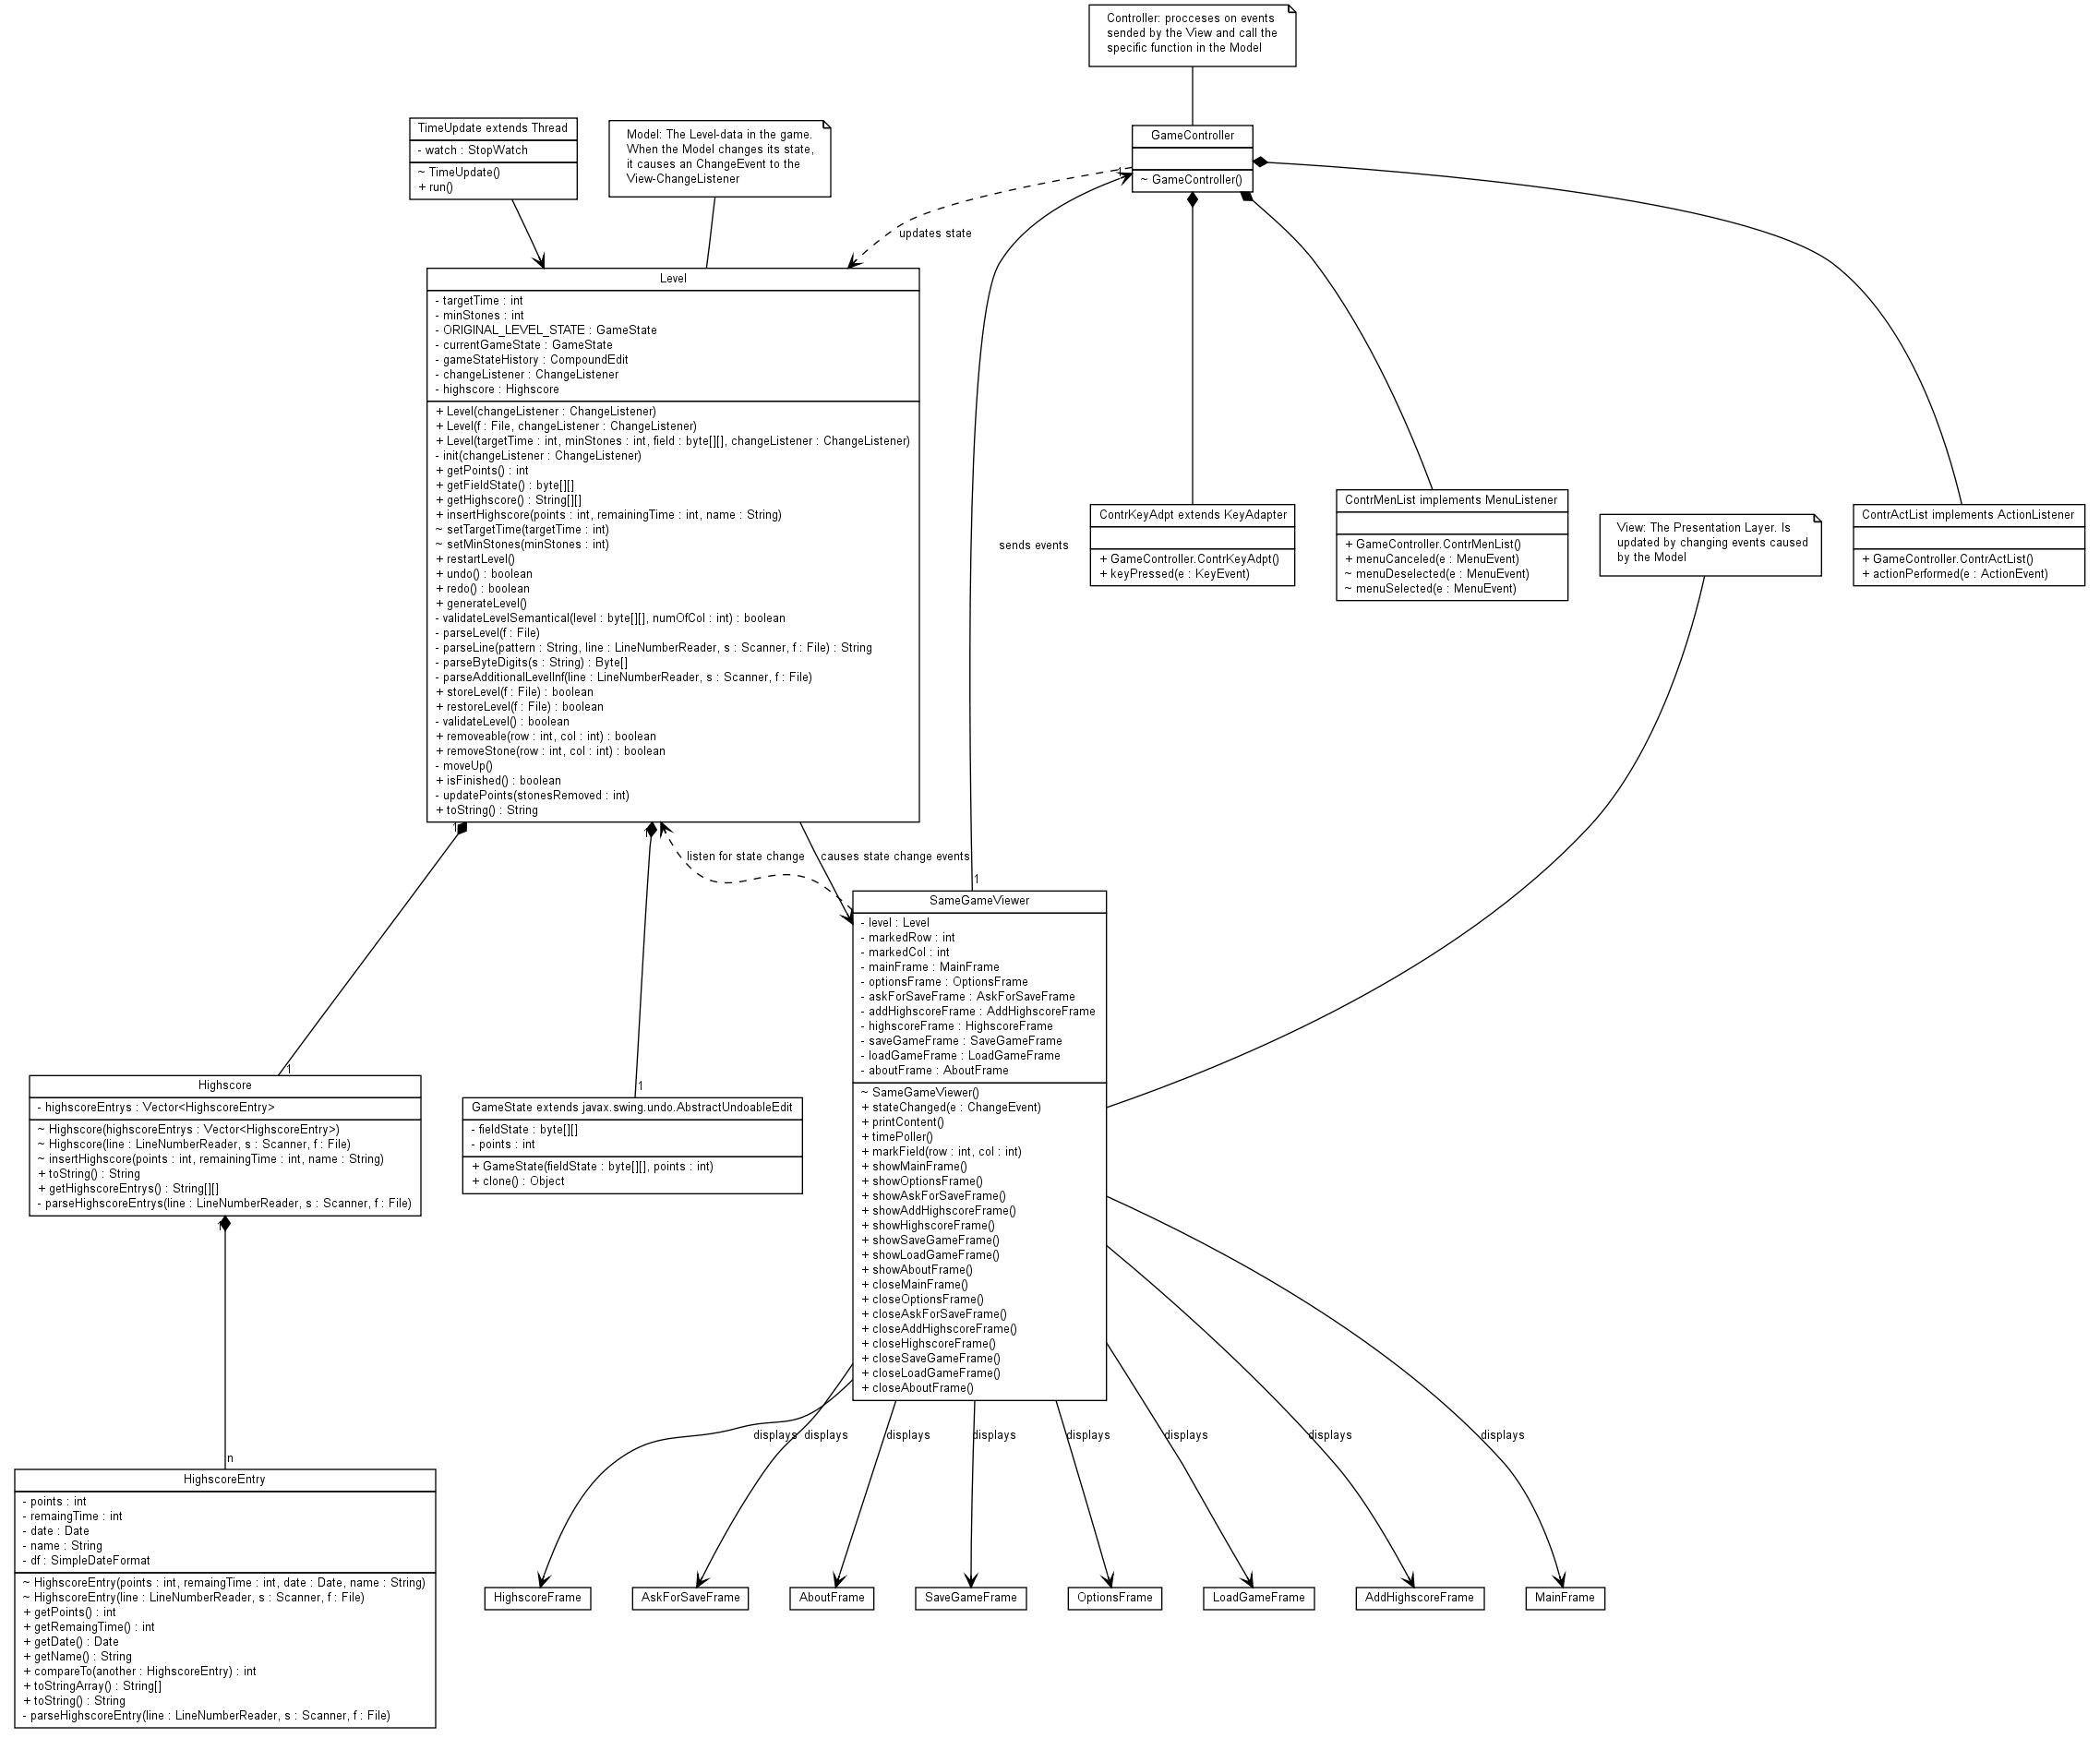 Controller: procceses on events
sended by the View and call the
specific function in the Model
TimeUpdate extends Thread
- watch : StopWatch
~ TimeUpdate()
+ run()
Model: The Level-data in the game.
When the Model changes its state,
it causes an ChangeEvent to the
View-ChangeListener
GameController
~ GameController()
1
updates state
Level
- targetTime : int
- minStones : int
- ORIGINAL_LEVEL_STATE : GameState
- currentGameState : GameState
- gameStateHistory : CompoundEdit
- changeListener : ChangeListener
- highscore : Highscore
+ Level(changeListener : ChangeListener)
+ Level(f : File, changeListener : ChangeListener)
+ Level(targetTime : int, minStones : int, field : byte[][], changeListener : ChangeListener)
- init(changeListener : ChangeListener)
+ getPoints() : int
+ getFieldState() : byte[][]
+ getHighscore() : String[][]
+ insertHighscore(points : int, remainingTime : int, name : String)
~ setTargetTime(targetTime : int)
~ setMinStones(minStones : int)
+ restartLevel()
+ undo() : boolean
+ redo() : boolean
+ generateLevel()
- validateLevelSemantical(level : byte[][], numOfCol : int) : boolean
- parseLevel(f : File)
- parseLine(pattern : String, line : LineNumberReader, s : Scanner, f : File) : String
- parseByteDigits(s : String) : Byte[]
- parseAdditionalLevelInf(line : LineNumberReader, s : Scanner, f : File)
+ storeLevel(f : File) : boolean
+ restoreLevel(f : File) : boolean
- validateLevel() : boolean
+ removeable(row : int, col : int) : boolean
+ removeStone(row : int, col : int) : boolean
- moveUp()
+ isFinished() : boolean
- updatePoints(stonesRemoved : int)
+ toString() : String
sends events
ContrKeyAdpt extends KeyAdapter
+ GameController.ContrKeyAdpt()
+ keyPressed(e : KeyEvent)
ContrMenList implements MenuListener
+ GameController.ContrMenList()
+ menuCanceled(e : MenuEvent)
~ menuDeselected(e : MenuEvent)
~ menuSelected(e : MenuEvent)
View: The Presentation Layer. Is
updated by changing events caused
by the Model
ContrActList implements ActionListener
+ GameController.ContrActList()
+ actionPerformed(e : ActionEvent)
1
1
listen for state change
causes state change events
1
SameGameViewer
- level : Level
- markedRow : int
- markedCol : int
- mainFrame : MainFrame
- optionsFrame : OptionsFrame
- askForSaveFrame : AskForSaveFrame
- addHighscoreFrame : AddHighscoreFrame
- highscoreFrame : HighscoreFrame
- saveGameFrame : SaveGameFrame
- loadGameFrame : LoadGameFrame
- aboutFrame : AboutFrame
~ SameGameViewer()
+ stateChanged(e : ChangeEvent)
+ printContent()
+ timePoller()
+ markField(row : int, col : int)
+ showMainFrame()
+ showOptionsFrame()
+ showAskForSaveFrame()
+ showAddHighscoreFrame()
+ showHighscoreFrame()
+ showSaveGameFrame()
+ showLoadGameFrame()
+ showAboutFrame()
+ closeMainFrame()
+ closeOptionsFrame()
+ closeAskForSaveFrame()
+ closeAddHighscoreFrame()
+ closeHighscoreFrame()
+ closeSaveGameFrame()
+ closeLoadGameFrame()
+ closeAboutFrame()
1
Highscore
- highscoreEntrys : Vector<HighscoreEntry>
~ Highscore(highscoreEntrys : Vector<HighscoreEntry>)
~ Highscore(line : LineNumberReader, s : Scanner, f : File)
~ insertHighscore(points : int, remainingTime : int, name : String)
+ toString() : String
+ getHighscoreEntrys() : String[][]
- parseHighscoreEntrys(line : LineNumberReader, s : Scanner, f : File)
1
GameState extends javax.swing.undo.AbstractUndoableEdit
- fieldState : byte[][]
- points : int
+ GameState(fieldState : byte[][], points : int)
+ clone() : Object
1
n
HighscoreEntry
- points : int
- remaingTime : int
- date : Date
- name : String
- df : SimpleDateFormat
~ HighscoreEntry(points : int, remaingTime : int, date : Date, name : String)
~ HighscoreEntry(line : LineNumberReader, s : Scanner, f : File)
+ getPoints() : int
+ getRemaingTime() : int
+ getDate() : Date
+ getName() : String
+ compareTo(another : HighscoreEntry) : int
+ toStringArray() : String[]
+ toString() : String
- parseHighscoreEntry(line : LineNumberReader, s : Scanner, f : File)
displays
displays
displays
displays
displays
displays
displays
displays
HighscoreFrame
AskForSaveFrame
AboutFrame
SaveGameFrame
OptionsFrame
LoadGameFrame
AddHighscoreFrame
MainFrame